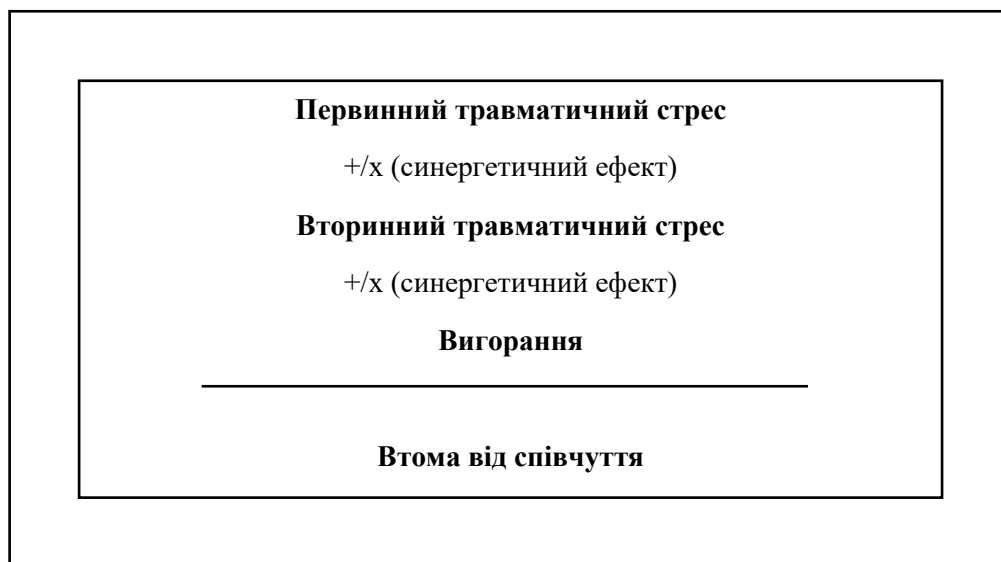 Первинний травматичний стрес
+/x (синергетичний ефект)
Вторинний травматичний стрес
+/x (синергетичний ефект)
Вигорання
Втома від співчуття